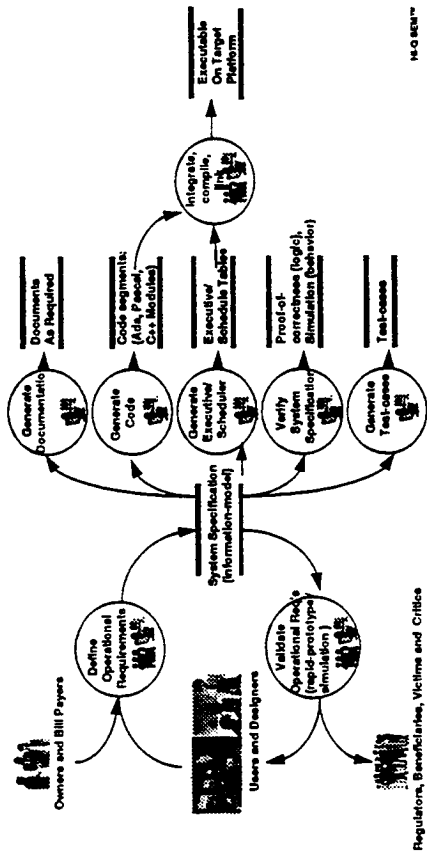 Owners and Bill Payers
Users and Designers
Regulators, Beneficiaries, Victims and Critics
Define
Operational
Requirements
Validate
Operational Req's
(rapid-prototype/
simulation)
System Specification
(information-model)
Generate
Documentation
Generate
Code
Generate
Executive/
Scheduler
Verify
System
Specification
Generate
Test-cases
Documents
As Required
Code segments:
(Ada, Pascal,
C++ Modules)
Executive/
Schedule Tables
Proof-of-
correctness (logic),
Simulation (behavior)
Test-cases
Integrate,
compile,
link
Executable
On Target
Platform